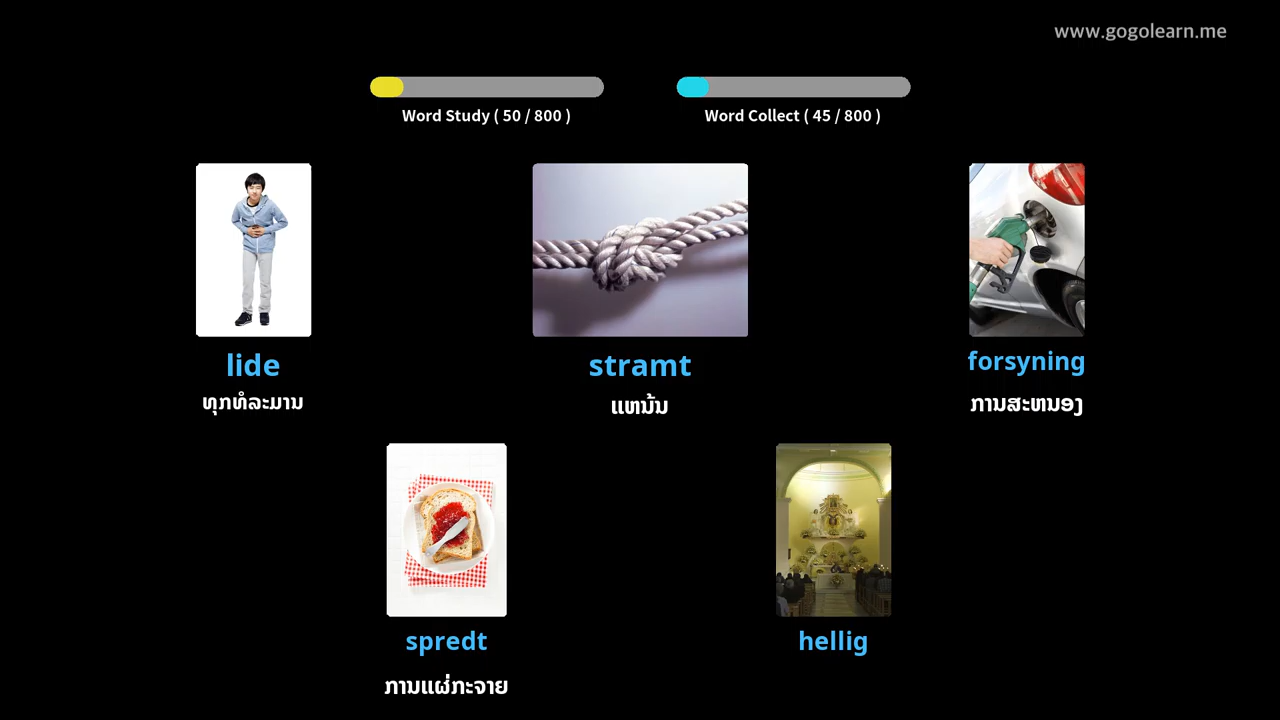 www.gogolearn.me
Word Study ( 50 / 800 )
Word Collect ( 45 / 800 )
lide
ທຸກທໍລະມານ
stramt
ແຫນ້ນ
forsyning
ການສະຫນອງ
spredt
ການແຜ່ກະຈາຍ
hellig